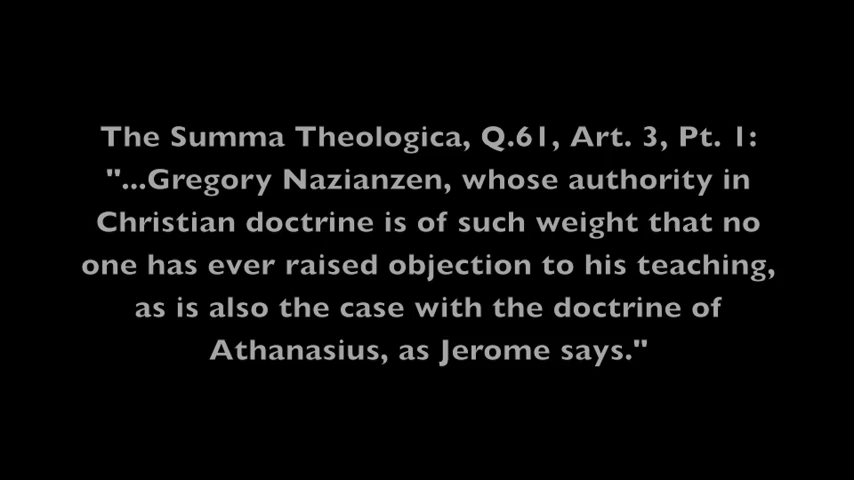 The Summa Theologica, Q.61, Art. 3, Pt. 1:
"...Gregory Nazianzen, whose authority in
Christian doctrine is of such weight that no
one has ever raised objection to his teaching,
as is also the case with the doctrine of
Athanasius, as Jerome says."